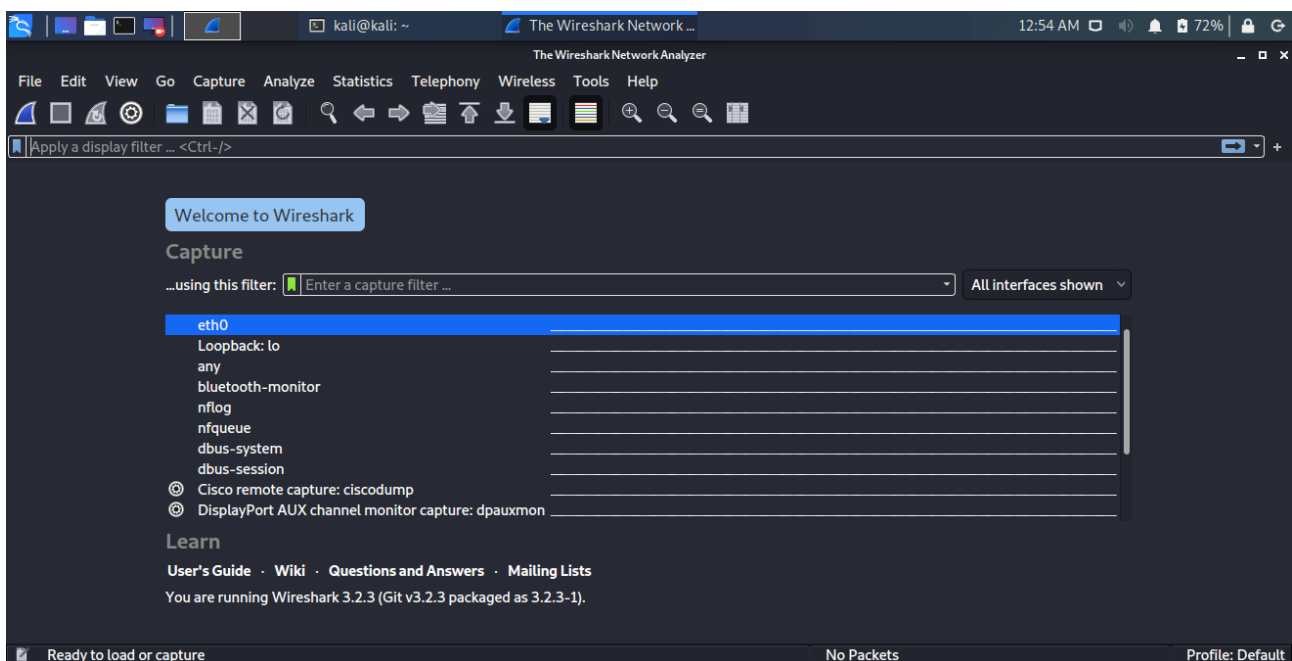 kali@kali: ~ The Wireshark Network ... 12:54 AM 72%
The Wireshark Network Analyzer
File Edit View Go Capture Analyze Statistics Telephony Wireless Tools Help
Apply a display filter ... <Ctrl-/> +
Welcome to Wireshark
Capture
...using this filter: Enter a capture filter ... All interfaces shown
eth0
Loopback: lo
any
bluetooth-monitor
nflog
nfqueue
dbus-system
dbus-session
Cisco remote capture: ciscodump
DisplayPort AUX channel monitor capture: dpauxmon
Learn
User's Guide · Wiki · Questions and Answers · Mailing Lists
You are running Wireshark 3.2.3 (Git v3.2.3 packaged as 3.2.3-1).
Ready to load or capture No Packets Profile: Default